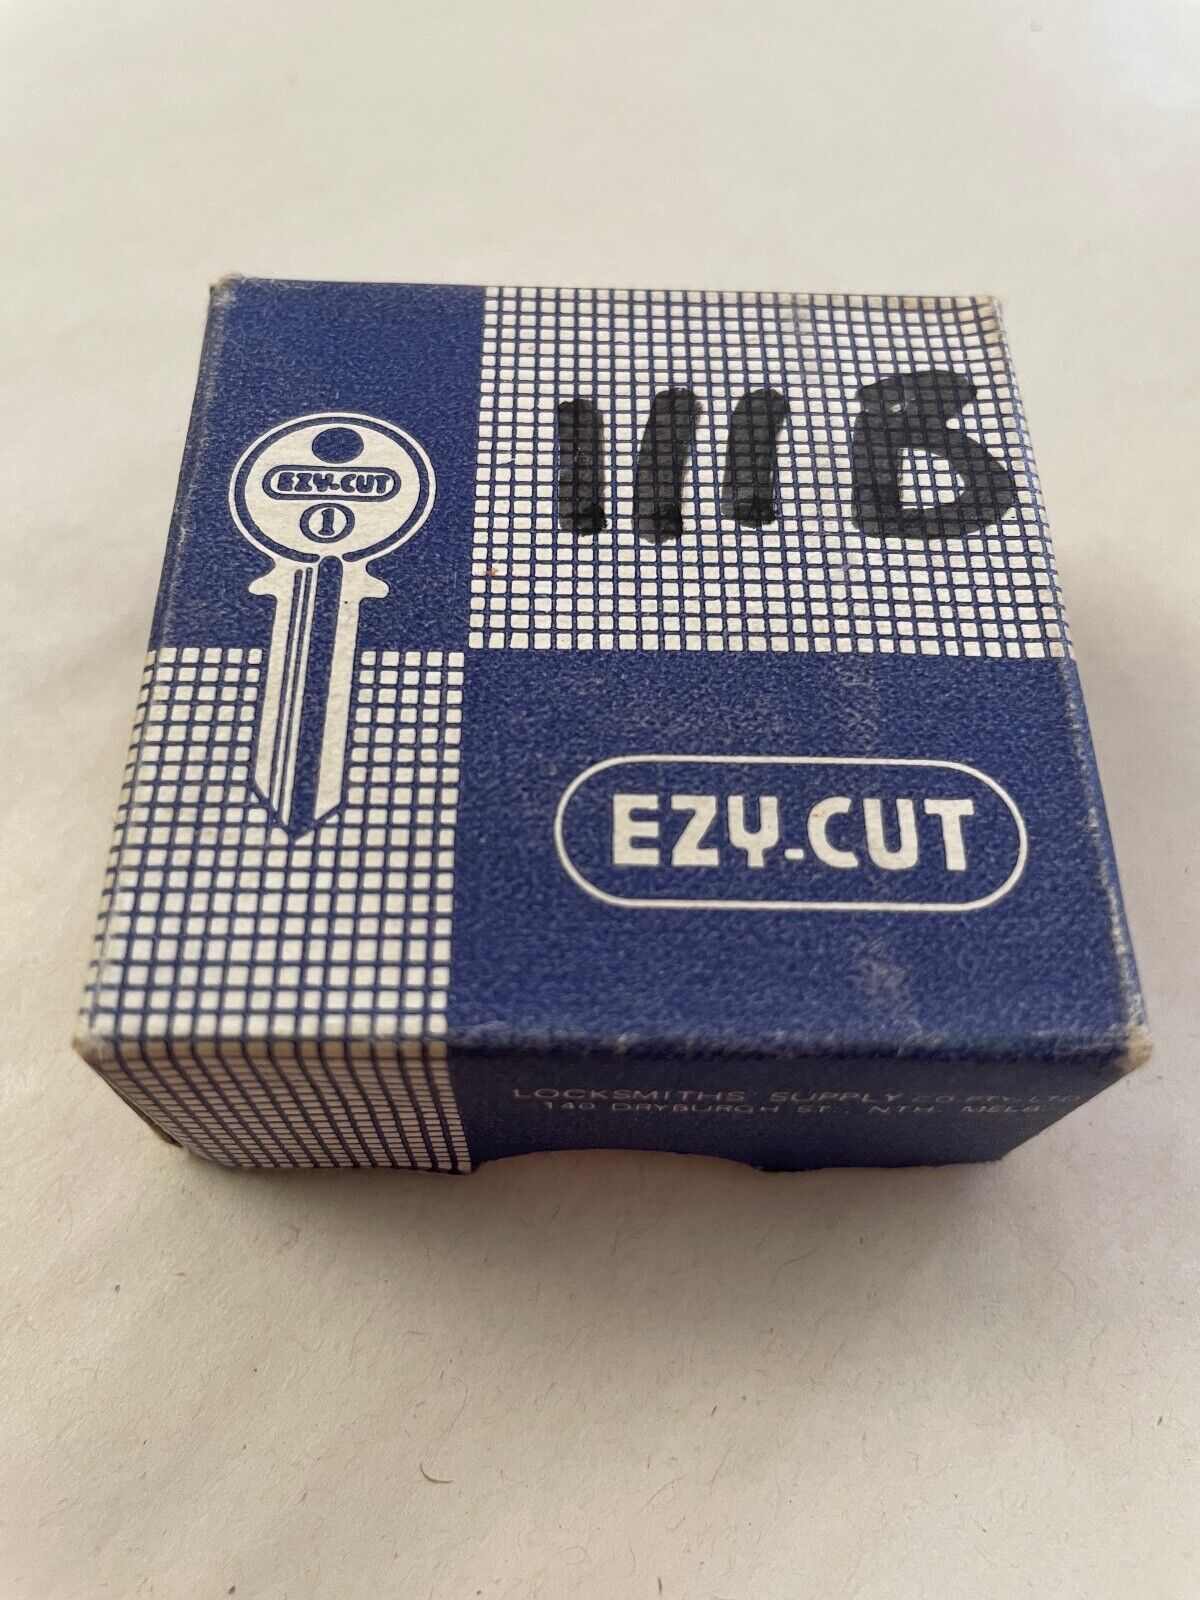 111B
EZY-CUT
1
EZY-CUT
LOCKSMITHS' SUPPLY CO PTY. LTD
140 DRYBURGH ST. NTH MELB